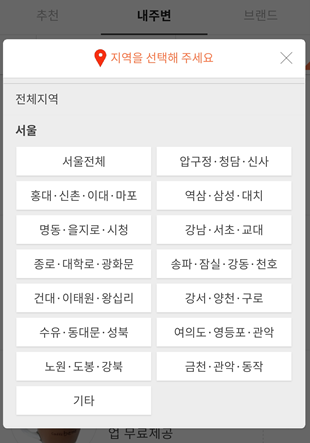 추천 내주변 브랜드
지역을 선택해 주세요
전체지역
서울
서울전체 압구정·청담·신사
홍대·신촌·이대·마포 역삼·삼성·대치
명동·을지로·시청 강남·서초·교대
종로·대학로·광화문 송파·잠실·강동·천호
건대·이태원·왕십리 강서·양천·구로
수유·동대문·성북 여의도·영등포·관악
노원·도봉·강북 금천·관악·동작
기타
업 무료제공